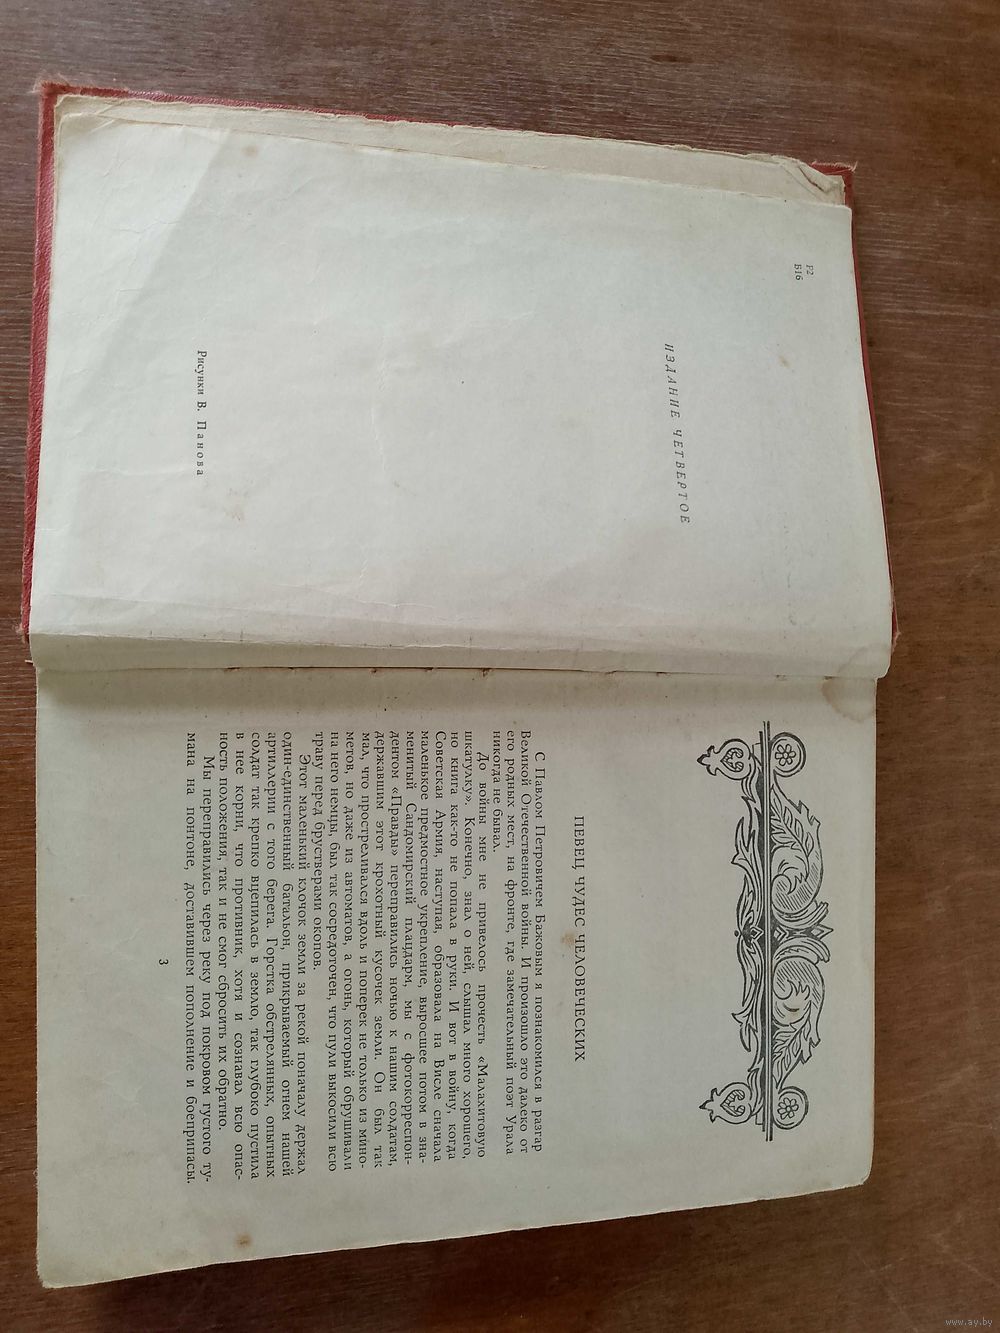 Р2
Б16
ИЗДАНИЕ ЧЕТВЕРТОЕ
Рисунки В. Панова
ПЕВЕЦ ЧУДЕС ЧЕЛОВЕЧЕСКИХ
С Павлом Петровичем Бажовым я познакомился в разгар
Великой Отечественной войны. И произошло это далеко от
его родных мест, на фронте, где замечательный поэт Урала
никогда не бывал.
До войны мне не привелось прочесть «Малахитовую
шкатулку». Конечно, знал о ней, слышал много хорошего,
но книга как-то не попала в руки. И вот в войну, когда
Советская Армия, наступая, образовала на Висле сначала
маленькое предмостное укрепление, выросшее потом в зна-
менитый Сандомирский плацдарм, мы с фотокорреспон-
дентом «Правды» переправились ночью к нашим солдатам,
державшим этот крохотный кусочек земли. Он был так
мал, что простреливался вдоль и поперек не только из мино-
метов, но даже из автоматов, а огонь, который обрушивали
на него немцы, был так сосредоточен, что пули выкосили всю
траву перед брустверами окопов.
Этот маленький клочок земли за рекой поначалу держал
один-единственный батальон, прикрываемый огнем нашей
артиллерии с того берега. Горстка обстрелянных, опытных
солдат так крепко вцепилась в землю, так глубоко пустила
в нее корни, что противник, хотя и сознавал всю опас-
ность положения, так и не смог сбросить их обратно.
Мы переправились через реку под покровом густого ту-
мана на понтоне, доставившем пополнение и боеприпасы.
3
www.ay.by